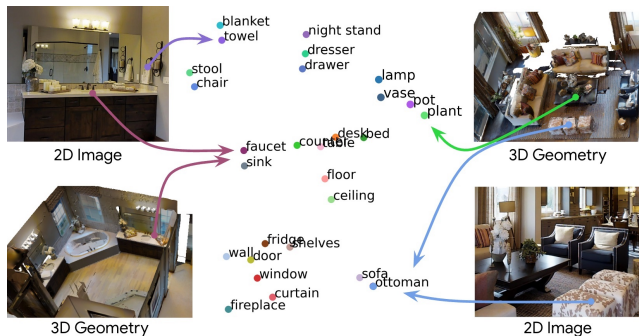 blanket
towel
night stand
dresser
drawer
stool
chair
lamp
vase
pot
plant
2D Image
3D Geometry
faucet
sink
counter
table
desk
bed
floor
ceiling
fridge
shelves
wall
door
window
curtain
fireplace
sofa
ottoman
3D Geometry
2D Image